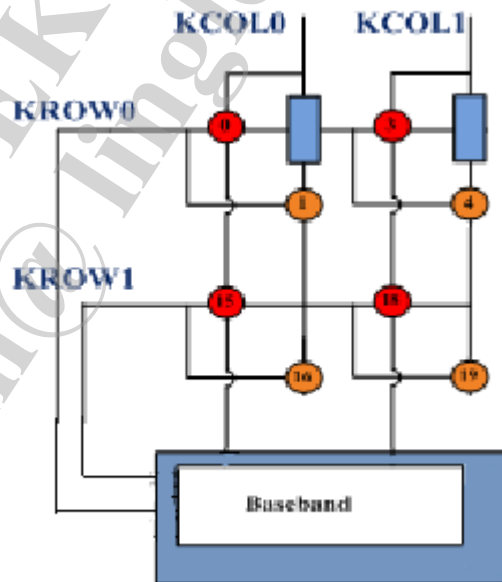 KCOL0 KCOL1
KROW0
0 3
1 4
KROW1
15 18
16 19
Baseband